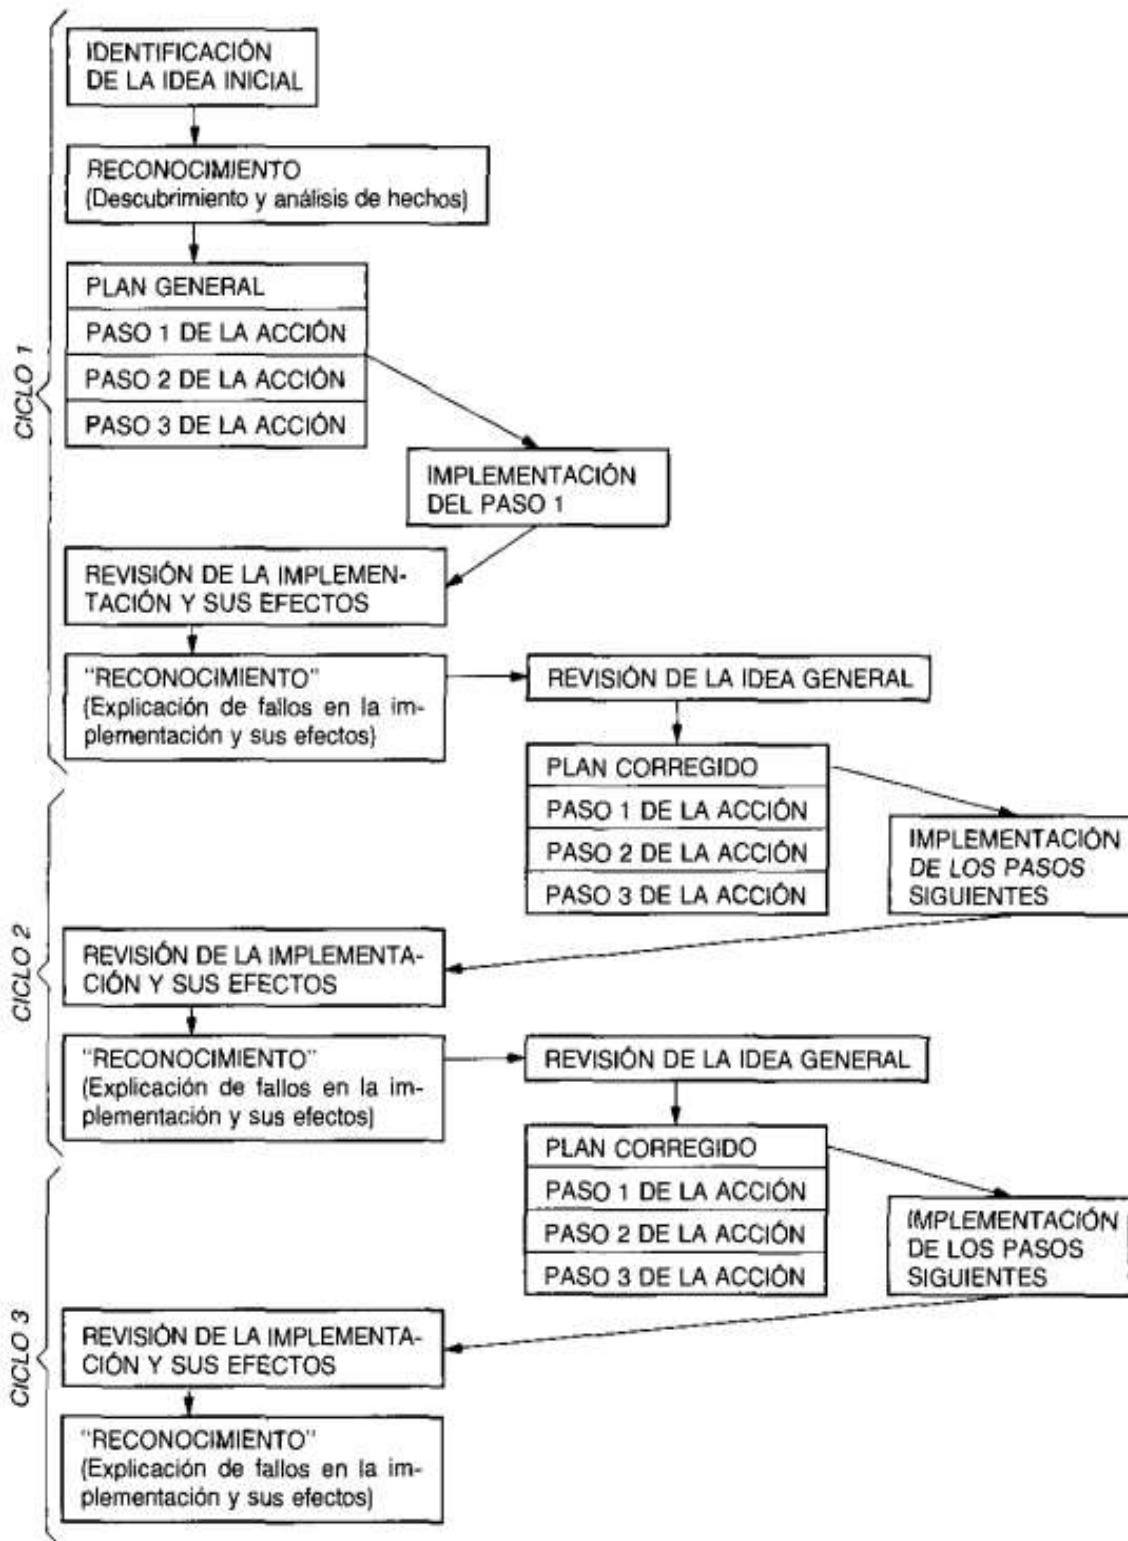 IDENTIFICACIÓN
DE LA IDEA INICIAL
RECONOCIMIENTO
(Descubrimiento y análisis de hechos)
PLAN GENERAL
PASO 1 DE LA ACCIÓN
PASO 2 DE LA ACCIÓN
PASO 3 DE LA ACCIÓN
CICLO 1
IMPLEMENTACIÓN
DEL PASO 1
REVISIÓN DE LA IMPLEMEN-
TACIÓN Y SUS EFECTOS
"RECONOCIMIENTO"
(Explicación de fallos en la im-
plementación y sus efectos)
REVISIÓN DE LA IDEA GENERAL
PLAN CORREGIDO
PASO 1 DE LA ACCIÓN
PASO 2 DE LA ACCIÓN
PASO 3 DE LA ACCIÓN
IMPLEMENTACIÓN
DE LOS PASOS
SIGUIENTES
CICLO 2
REVISIÓN DE LA IMPLEMENTA-
CIÓN Y SUS EFECTOS
"RECONOCIMIENTO"
(Explicación de fallos en la im-
plementación y sus efectos)
REVISIÓN DE LA IDEA GENERAL
PLAN CORREGIDO
PASO 1 DE LA ACCIÓN
PASO 2 DE LA ACCIÓN
PASO 3 DE LA ACCIÓN
IMPLEMENTACIÓN
DE LOS PASOS
SIGUIENTES
CICLO 3
REVISIÓN DE LA IMPLEMENTA-
CIÓN Y SUS EFECTOS
"RECONOCIMIENTO"
(Explicación de fallos en la im-
plementación y sus efectos)